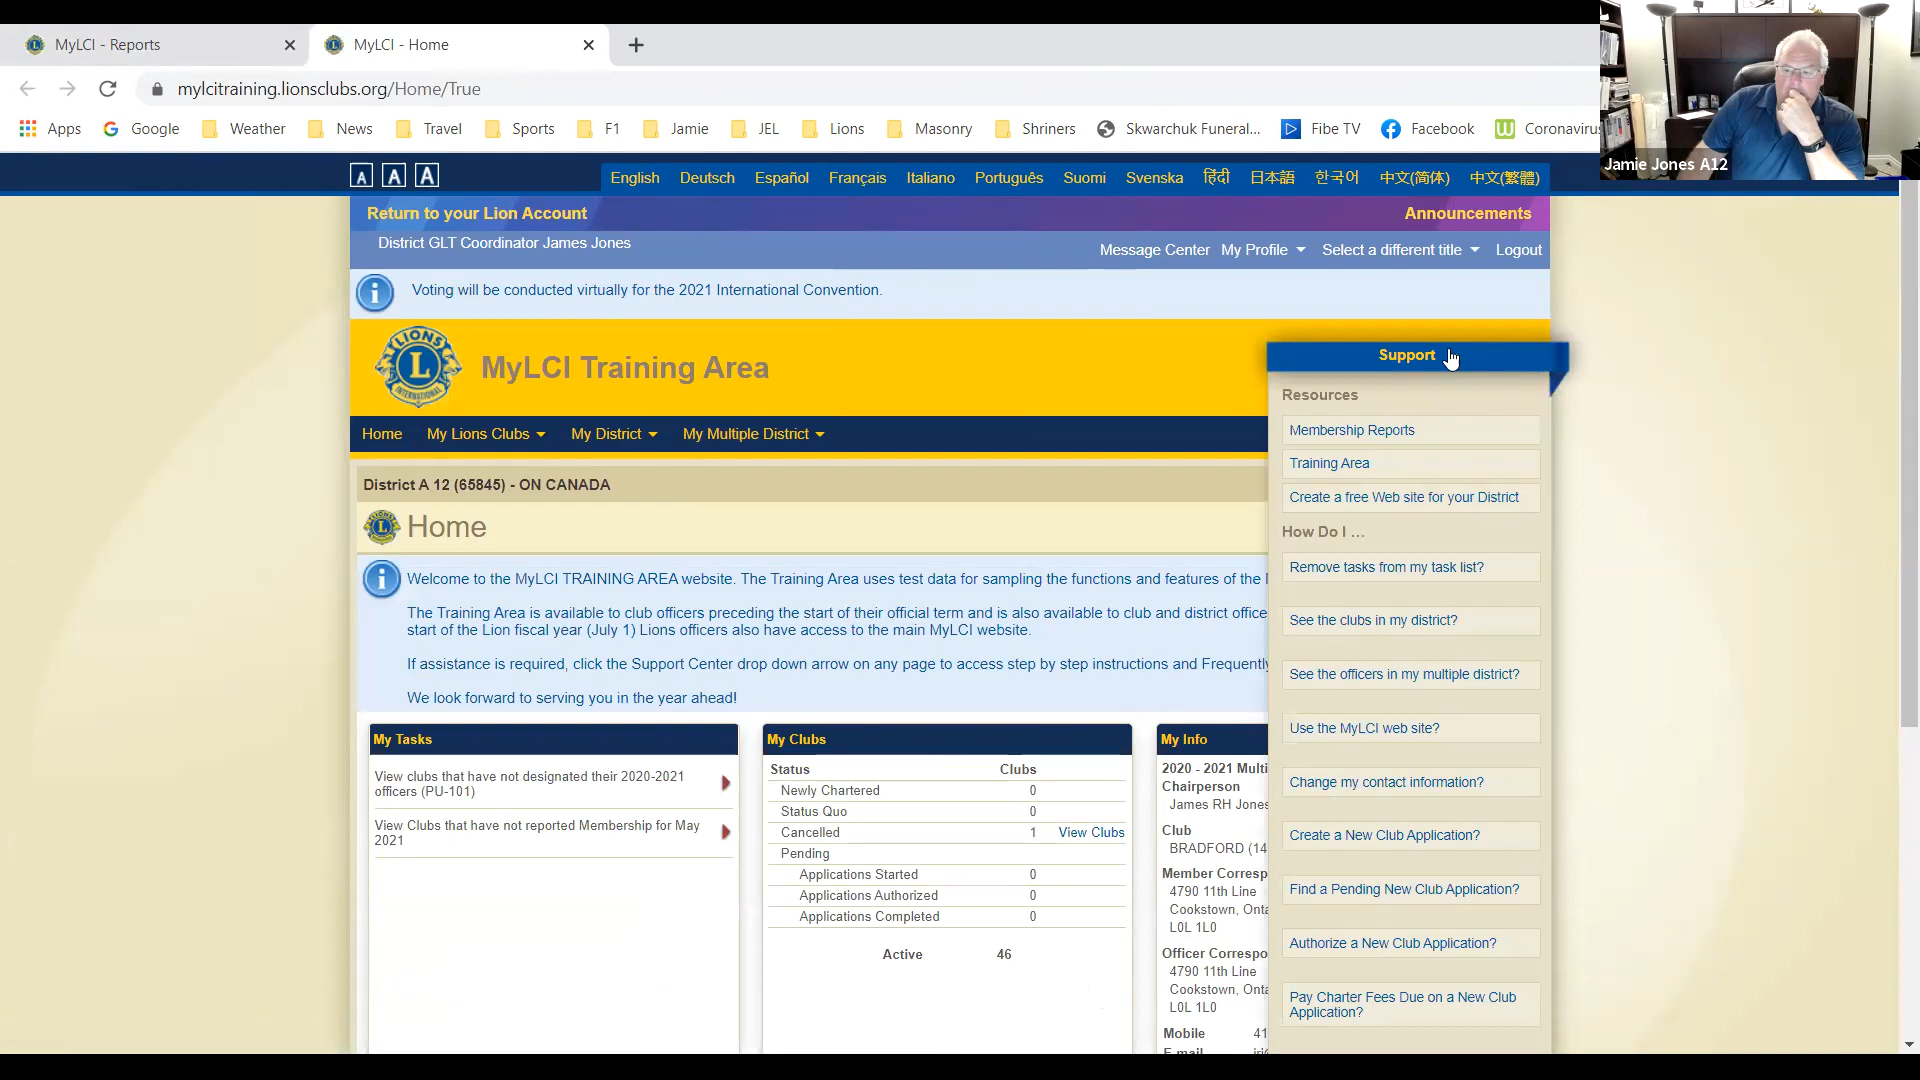 MyLCI - Reports
MyLCI - Home
mylcitraining.lionsclubs.org/Home/True
Apps Google Weather News Travel Sports F1 Jamie JEL Lions Masonry Shriners Skwarchuk Funeral... Fibe TV Facebook Coronavirus
Jamie Jones A12
A A A
English Deutsch Español Français Italiano Português Suomi Svenska हिंदी 日本語 한국어 中文(简体) 中文(繁體)
Return to your Lion Account
Announcements
District GLT Coordinator James Jones
Message Center My Profile Select a different title Logout
Voting will be conducted virtually for the 2021 International Convention.
LIONS
L
INTERNATIONAL
MyLCI Training Area
Support
Home My Lions Clubs My District My Multiple District
District A 12 (65845) - ON CANADA
Home
Welcome to the MyLCI TRAINING AREA website. The Training Area uses test data for sampling the functions and features of the
The Training Area is available to club officers preceding the start of their official term and is also available to club and district office
start of the Lion fiscal year (July 1) Lions officers also have access to the main MyLCI website.
If assistance is required, click the Support Center drop down arrow on any page to access step by step instructions and Frequently
We look forward to serving you in the year ahead!
My Tasks
View clubs that have not designated their 2020-2021
officers (PU-101)
View Clubs that have not reported Membership for May
2021
My Clubs
Status Clubs
Newly Chartered 0
Status Quo 0
Cancelled 1 View Clubs
Pending
Applications Started 0
Applications Authorized 0
Applications Completed 0
Active 46
My Info
2020 - 2021 Multi
Chairperson
James RH Jones
Club
BRADFORD (14
Member Corresp
4790 11th Line
Cookstown, Onta
L0L 1L0
Officer Correspo
4790 11th Line
Cookstown, Onta
L0L 1L0
Mobile 41
Resources
Membership Reports
Training Area
Create a free Web site for your District
How Do I ...
Remove tasks from my task list?
See the clubs in my district?
See the officers in my multiple district?
Use the MyLCI web site?
Change my contact information?
Create a New Club Application?
Find a Pending New Club Application?
Authorize a New Club Application?
Pay Charter Fees Due on a New Club
Application?